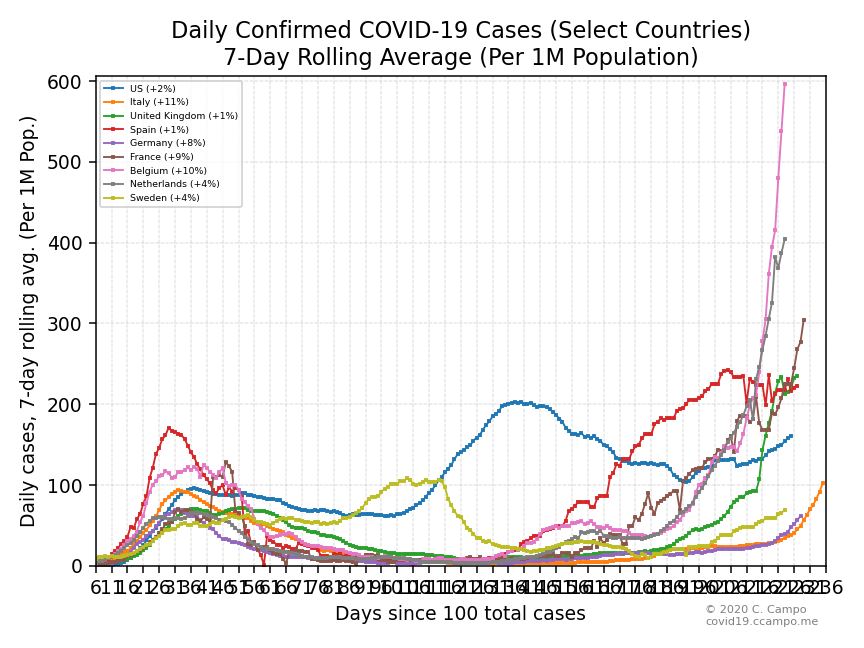 Daily Confirmed COVID-19 Cases (Select Countries)
7-Day Rolling Average (Per 1M Population)
US (+2%)
Italy (+11%)
United Kingdom (+1%)
Spain (+1%)
Germany (+8%)
France (+9%)
Belgium (+10%)
Netherlands (+4%)
Sweden (+4%)
600
500
400
300
200
100
0
Daily cases, 7-day rolling avg. (Per 1M Pop.)
Days since 100 total cases
© 2020 C. Campo
covid19.ccampo.me